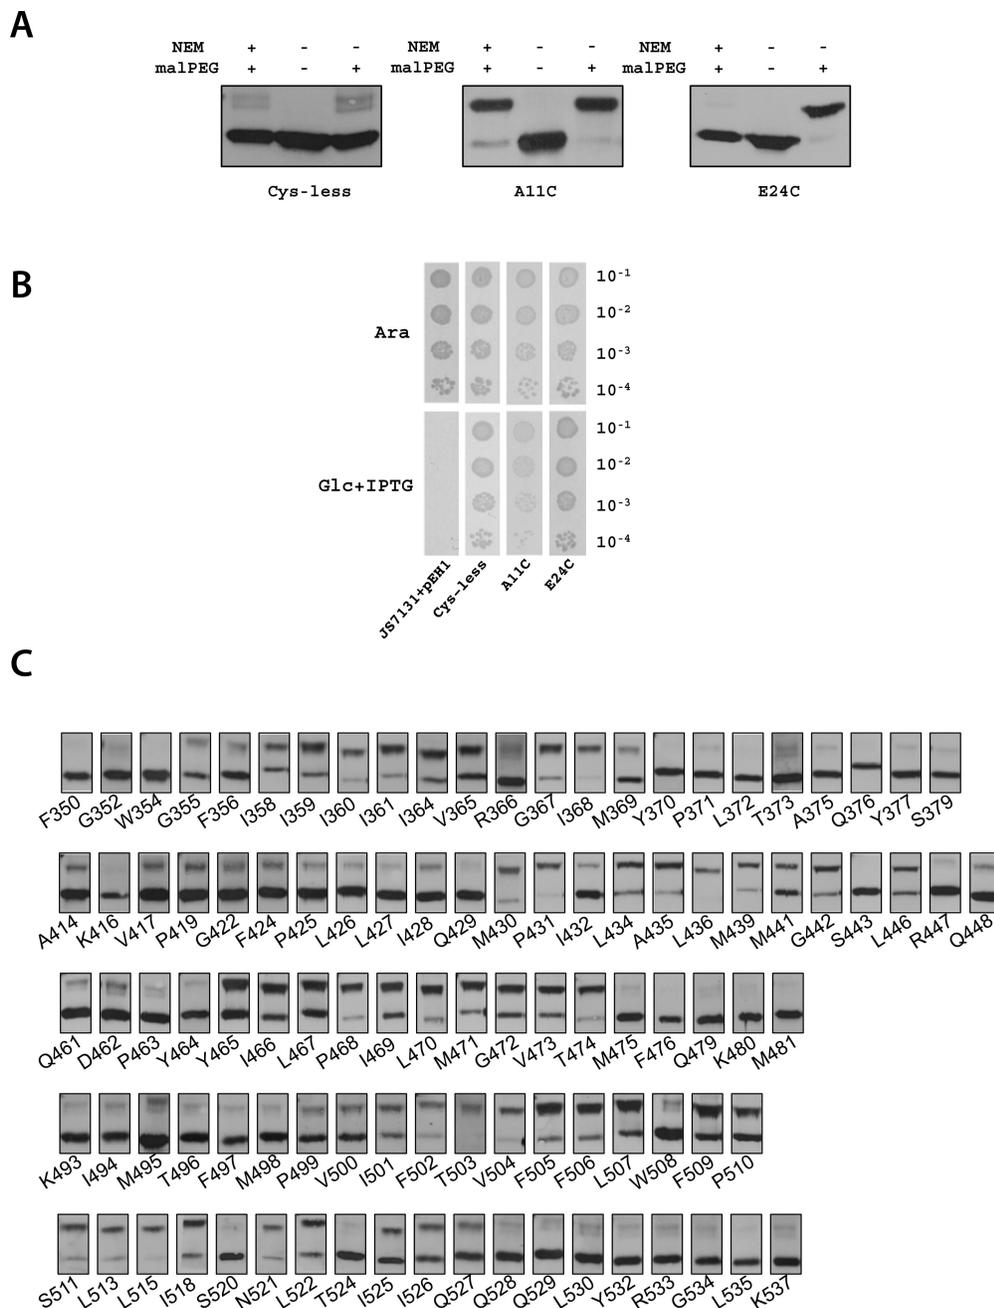 A
NEM + - - NEM + - - NEM + - -
malPEG + - + malPEG + - + malPEG + - +
Cys-less A11C E24C
B
Ara
10-1
10-2
10-3
10-4
Glc+IPTG
10-1
10-2
10-3
10-4
JS7131+pEH1 Cys-less A11C E24C
C
F350 G352 W354 G355 F356 I358 I359 I360 I361 I364 V365 R366 G367 I368 M369 Y370 P371 L372 T373 A375 Q376 Y377 S379
A414 K416 V417 P419 G422 F424 P425 L426 L427 I428 Q429 M430 P431 I432 L434 A435 L436 M439 M441 G442 S443 L446 R447 Q448
Q461 D462 P463 Y464 Y465 I466 L467 P468 I469 L470 M471 G472 V473 T474 M475 F476 Q479 K480 M481
K493 I494 M495 T496 F497 M498 P499 V500 I501 F502 T503 V504 F505 F506 L507 W508 F509 P510
S511 L513 L515 I518 S520 N521 L522 T524 I525 I526 Q527 Q528 Q529 L530 Y532 R533 G534 L535 K537